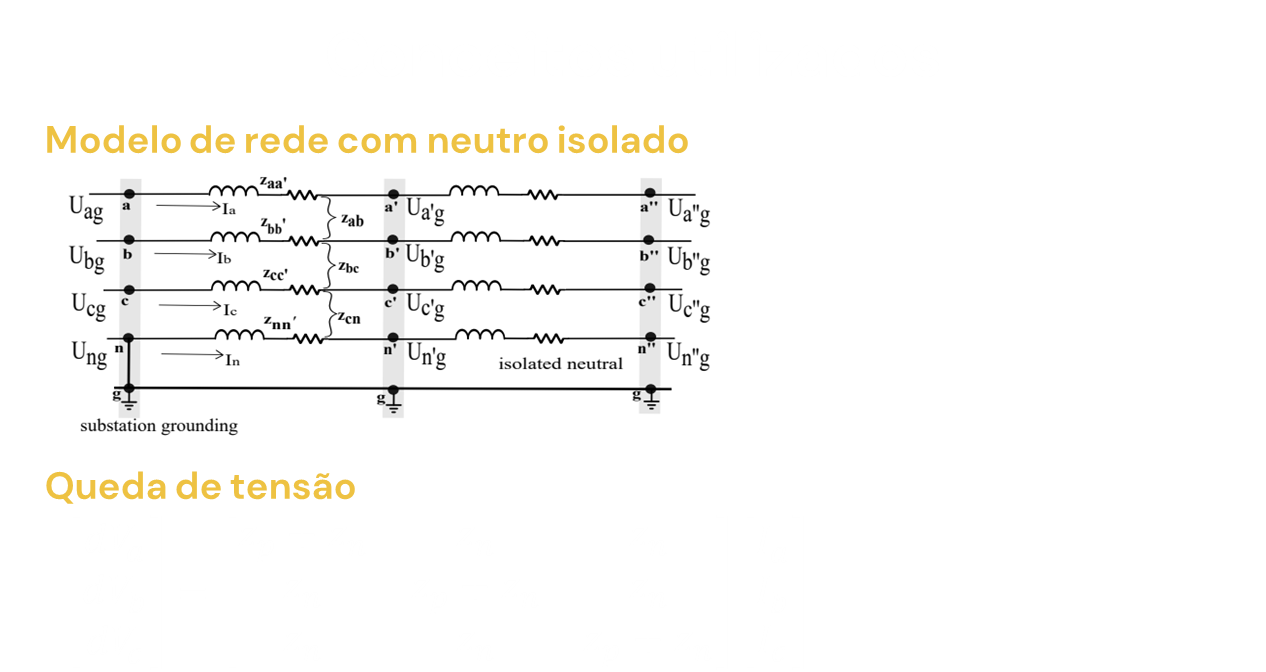 Modelo de rede com neutro isolado
zaa'
Uag a Ia zab a' Ua'g a'' Ua''g
zbb'
Ubg b Ib zbc b' Ub'g b'' Ub''g
zcc'
Ucg c Ic zcn c' Uc'g c'' Uc''g
znn'
Ung n In n' Un'g isolated neutral n'' Un''g
g g g
substation grounding
Queda de tensão